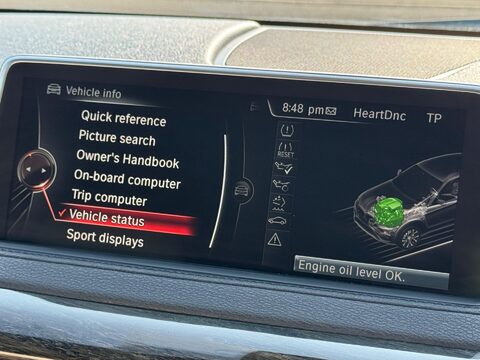 Vehicle info
8:48 pm HeartDnc TP
Quick reference
Picture search
Owner's Handbook
On-board computer
Trip computer
Vehicle status
Sport displays
RESET
Engine oil level OK.